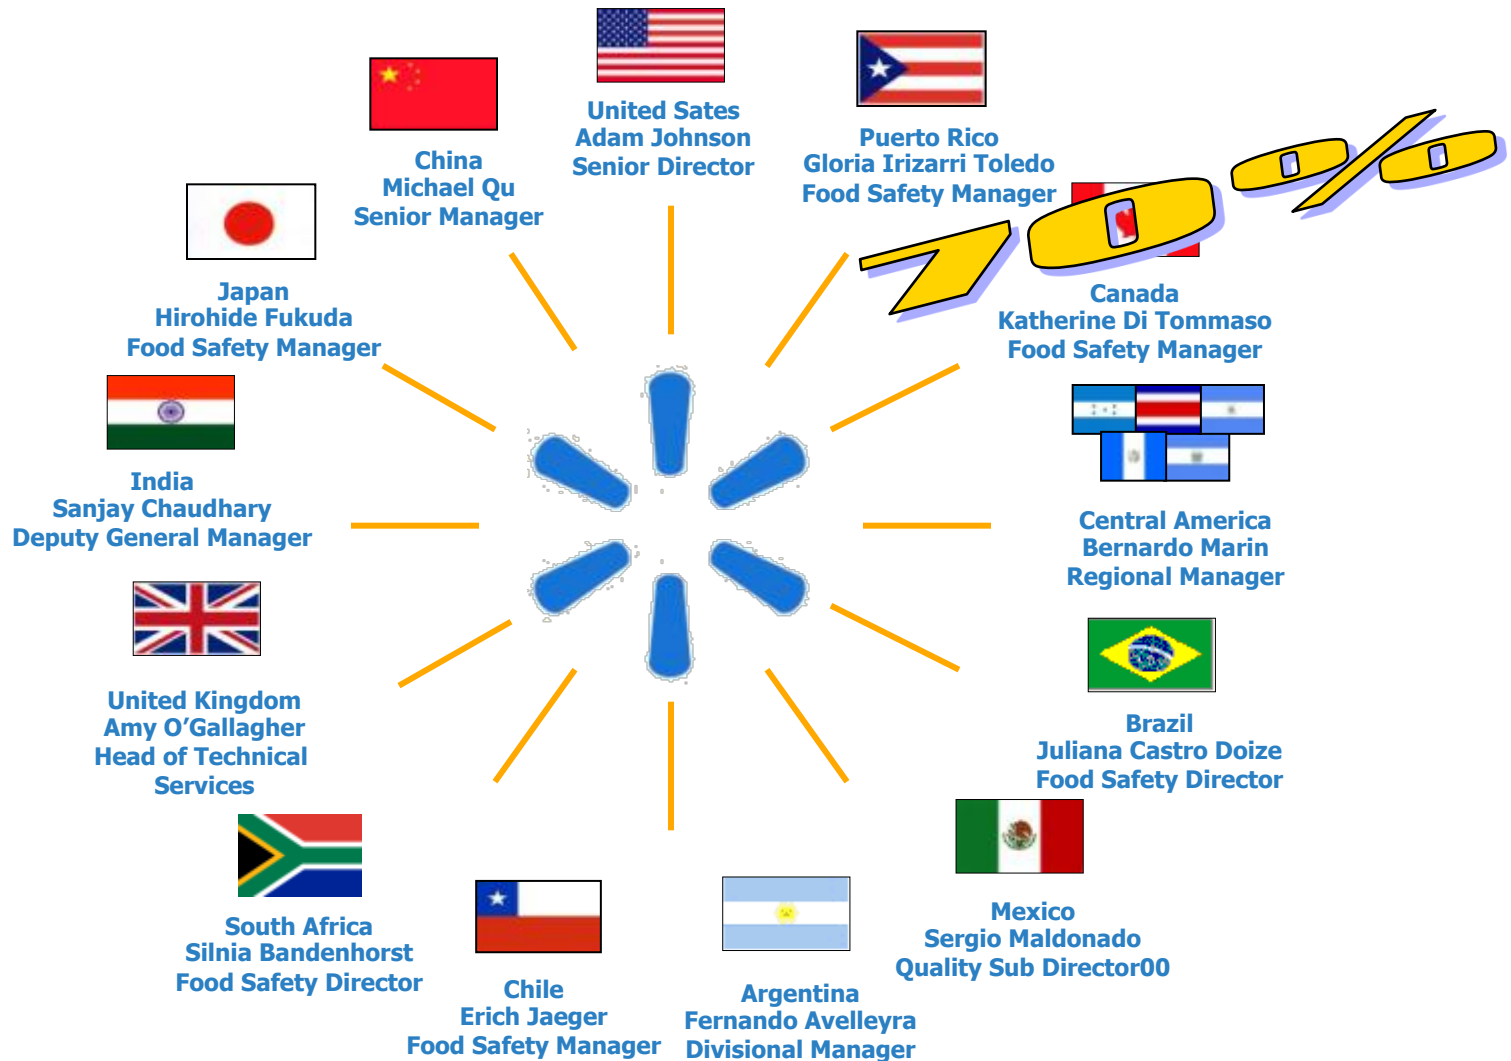 United Sates
Adam Johnson
Senior Director
Puerto Rico
Gloria Irizarri Toledo
Food Safety Manager
70%
Canada
Katherine Di Tommaso
Food Safety Manager
Central America
Bernardo Marin
Regional Manager
Brazil
Juliana Castro Doize
Food Safety Director
Mexico
Sergio Maldonado
Quality Sub Director00
Argentina
Fernando Avelleyra
Divisional Manager
Chile
Erich Jaeger
Food Safety Manager
South Africa
Silnia Bandenhorst
Food Safety Director
United Kingdom
Amy O’Gallagher
Head of Technical
Services
India
Sanjay Chaudhary
Deputy General Manager
Japan
Hirohide Fukuda
Food Safety Manager
China
Michael Qu
Senior Manager